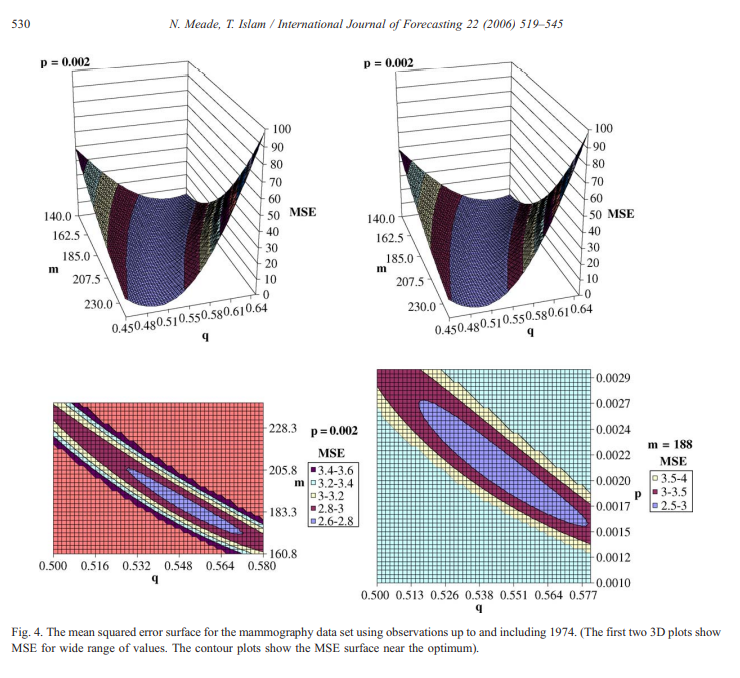 530
N. Meade, T. Islam / International Journal of Forecasting 22 (2006) 519–545
p = 0.002
100
90
80
70
60
50
40
30
20
10
0
MSE
140.0
162.5
185.0
207.5
230.0
m
0.45 0.48 0.51 0.55 0.58 0.61 0.64
q
p = 0.002
100
90
80
70
60
50
40
30
20
10
0
MSE
140.0
162.5
185.0
207.5
230.0
m
0.45 0.48 0.51 0.55 0.58 0.61 0.64
q
228.3
205.8
183.3
160.8
m
0.500 0.516 0.532 0.548 0.564 0.580
q
p = 0.002
MSE
3.4-3.6
3.2-3.4
3-3.2
2.8-3
2.6-2.8
0.0029
0.0027
0.0024
0.0022
0.0020
0.0017
0.0015
0.0012
0.0010
p
0.500 0.513 0.526 0.538 0.551 0.564 0.577
q
m = 188
MSE
3.5-4
3-3.5
2.5-3
Fig. 4. The mean squared error surface for the mammography data set using observations up to and including 1974. (The first two 3D plots show
MSE for wide range of values. The contour plots show the MSE surface near the optimum).